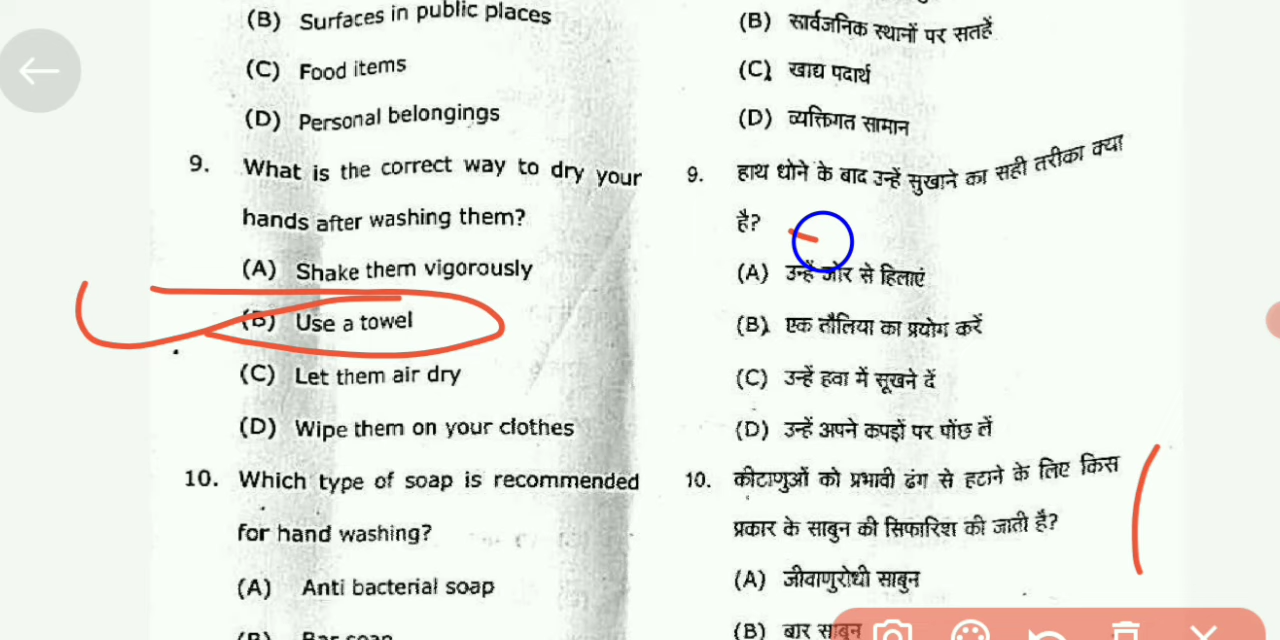 (B) Surfaces in public places
(C) Food items
(D) Personal belongings
9. What is the correct way to dry your
hands after washing them?
(A) Shake them vigorously
(B) Use a towel
(C) Let them air dry
(D) Wipe them on your clothes
10. Which type of soap is recommended
for hand washing?
(A) Anti bacterial soap
(B) Bar soap
(B) सार्वजनिक स्थानों पर सतहें
(C) खाद्य पदार्थ
(D) व्यक्तिगत सामान
9. हाथ धोने के बाद उन्हें सुखाने का सही तरीका क्या
है?
(A) उन्हें जोर से हिलाएं
(B) एक तौलिया का प्रयोग करें
(C) उन्हें हवा में सूखने दें
(D) उन्हें अपने कपड़ों पर पोंछ लें
10. कीटाणुओं को प्रभावी ढंग से हटाने के लिए किस
प्रकार के साबुन की सिफारिश की जाती है?
(A) जीवाणुरोधी साबुन
(B) बार साबुन